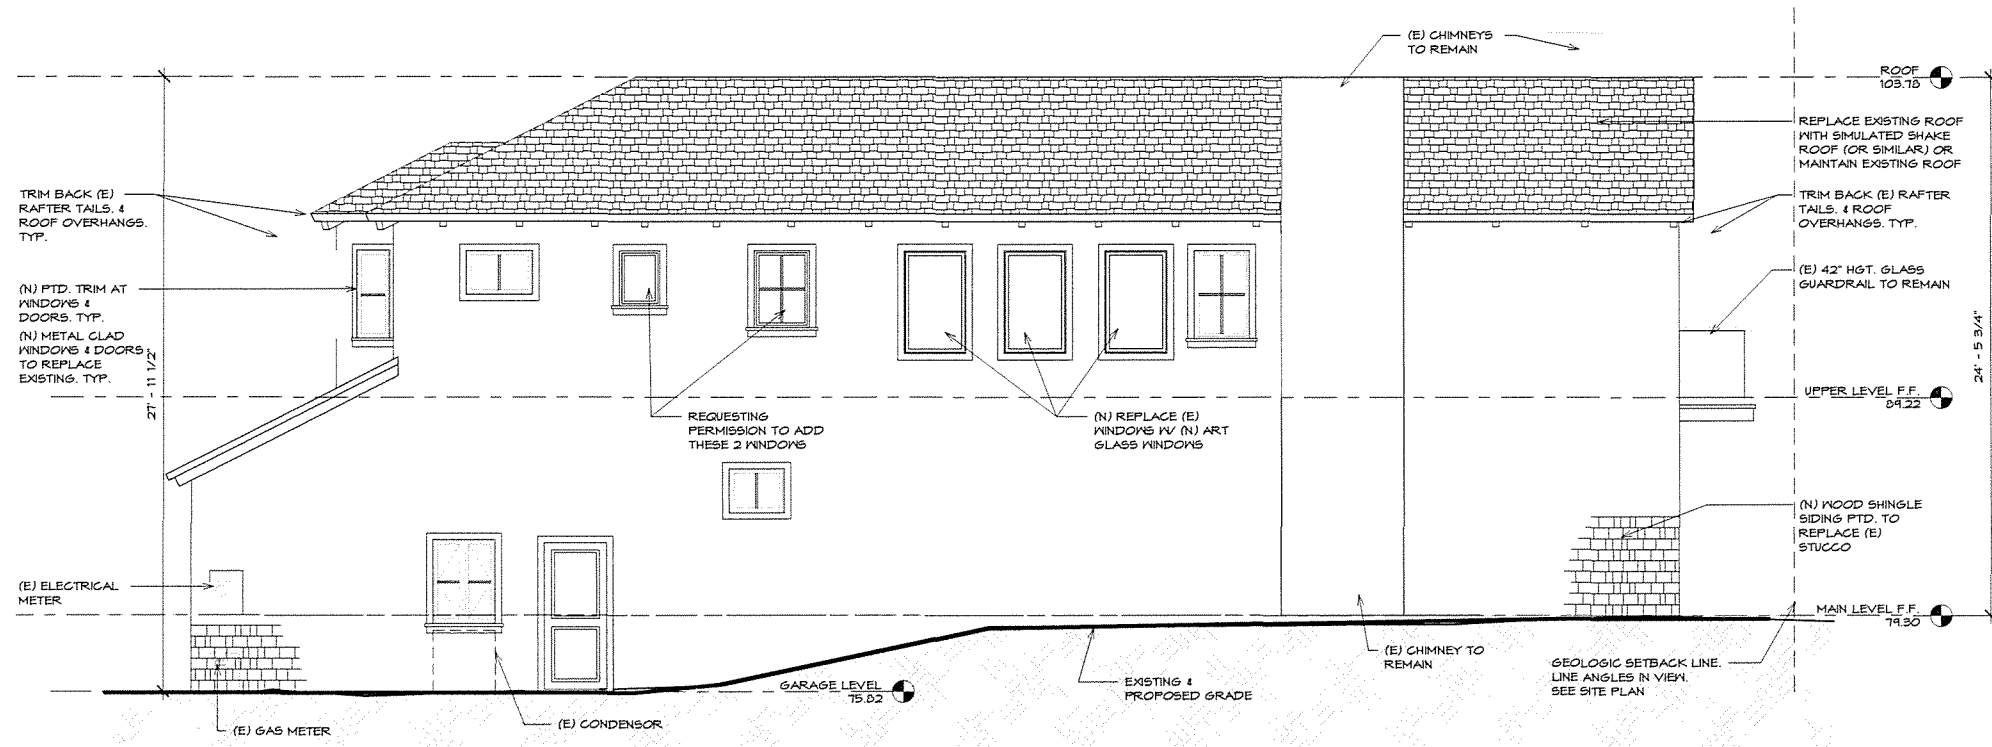 (E) CHIMNEYS
TO REMAIN
ROOF
103.78
REPLACE EXISTING ROOF
WITH SIMULATED SHAKE
ROOF (OR SIMILAR) OR
MAINTAIN EXISTING ROOF
TRIM BACK (E)
RAFTER TAILS. &
ROOF OVERHANGS.
TYP.
TRIM BACK (E) RAFTER
TAILS. & ROOF
OVERHANGS. TYP.
(N) PTD. TRIM AT
WINDOWS &
DOORS. TYP.
(N) METAL CLAD
WINDOWS & DOORS
TO REPLACE
EXISTING. TYP.
27' - 11 1/2"
(E) 42" HGT. GLASS
GUARDRAIL TO REMAIN
24' - 5 3/4"
UPPER LEVEL F.F.
89.22
REQUESTING
PERMISSION TO ADD
THESE 2 WINDOWS
(N) REPLACE (E)
WINDOWS W/ (N) ART
GLASS WINDOWS
(N) WOOD SHINGLE
SIDING PTD. TO
REPLACE (E)
STUCCO
(E) ELECTRICAL
METER
MAIN LEVEL F.F.
79.30
(E) CHIMNEY TO
REMAIN
GEOLOGIC SETBACK LINE.
LINE ANGLES IN VIEW.
SEE SITE PLAN
GARAGE LEVEL
75.82
EXISTING &
PROPOSED GRADE
(E) GAS METER
(E) CONDENSOR